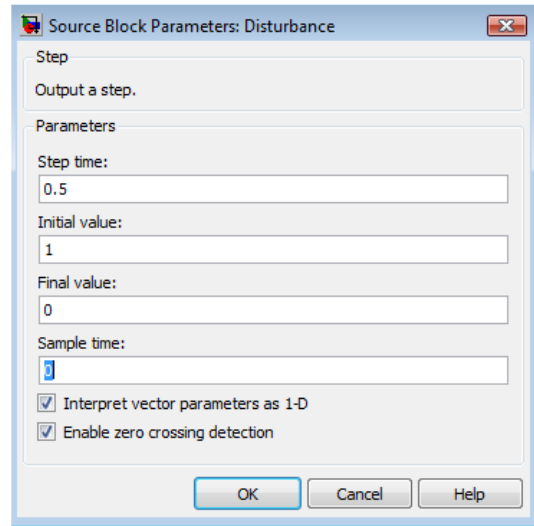 Source Block Parameters: Disturbance
Step
Output a step.
Parameters
Step time:
0.5
Initial value:
1
Final value:
0
Sample time:
0
Interpret vector parameters as 1-D
Enable zero crossing detection
OK Cancel Help